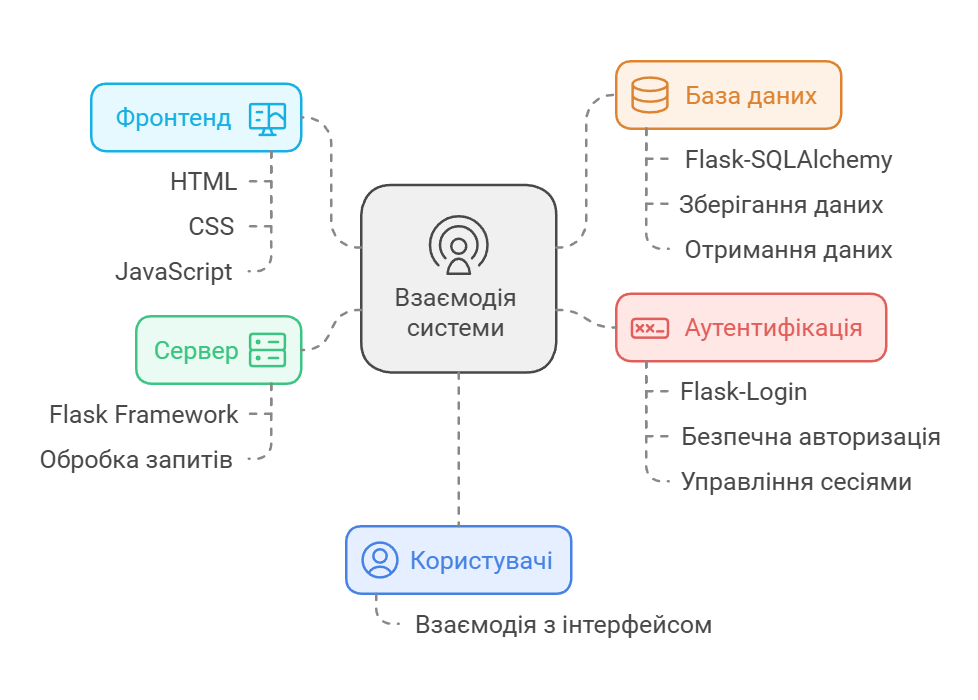 Фронтенд
HTML
CSS
JavaScript
Сервер
Flask Framework
Обробка запитів
Взаємодія
системи
База даних
Flask-SQLAlchemy
Зберігання даних
Отримання даних
Аутентифікація
Flask-Login
Безпечна авторизація
Управління сесіями
Користувачі
Взаємодія з інтерфейсом